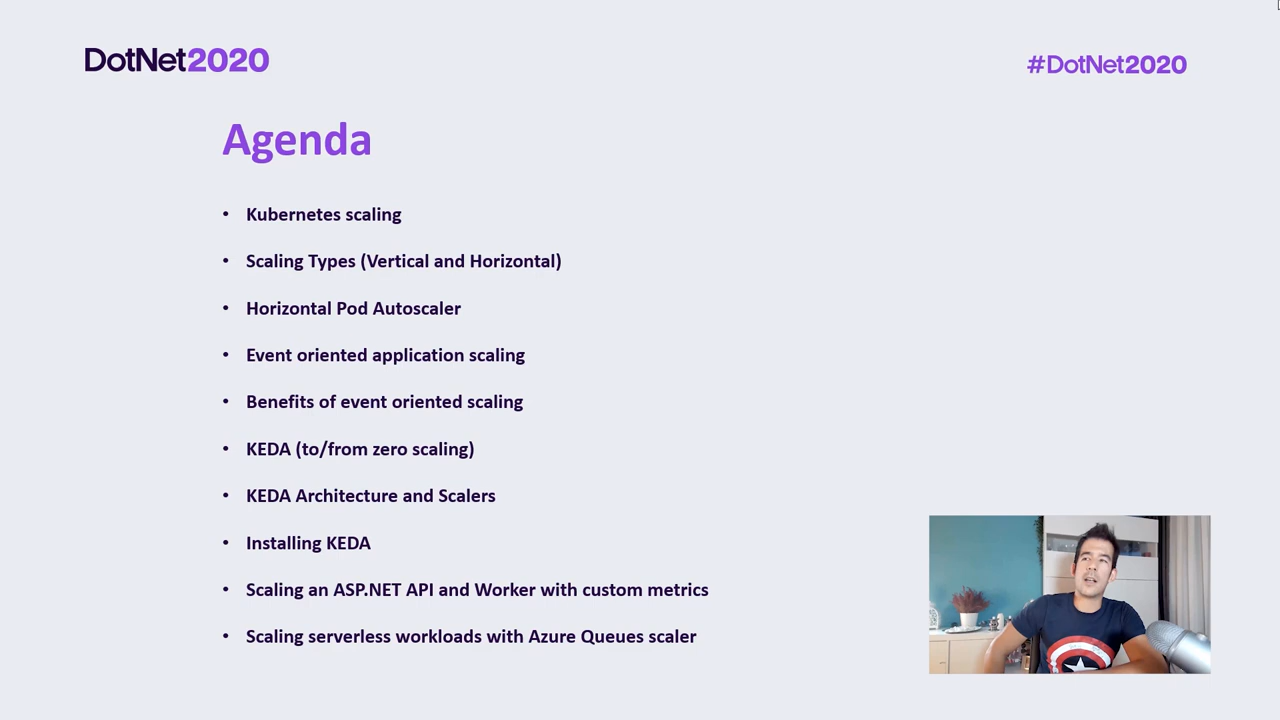 DotNet2020
#DotNet2020
Agenda
• Kubernetes scaling
• Scaling Types (Vertical and Horizontal)
• Horizontal Pod Autoscaler
• Event oriented application scaling
• Benefits of event oriented scaling
• KEDA (to/from zero scaling)
• KEDA Architecture and Scalers
• Installing KEDA
• Scaling an ASP.NET API and Worker with custom metrics
• Scaling serverless workloads with Azure Queues scaler